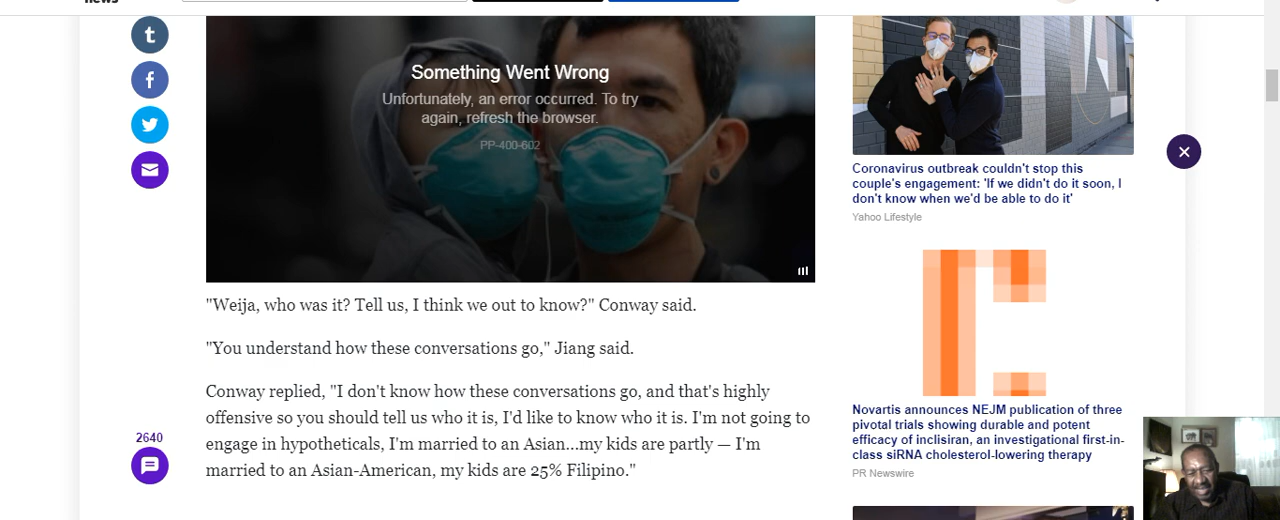 news
Something Went Wrong
Unfortunately, an error occurred. To try
again, refresh the browser.
PP-400-602
"Weija, who was it? Tell us, I think we out to know?" Conway said.
"You understand how these conversations go," Jiang said.
Conway replied, "I don't know how these conversations go, and that's highly
offensive so you should tell us who it is, I'd like to know who it is. I'm not going to
engage in hypotheticals, I'm married to an Asian...my kids are partly — I'm
married to an Asian-American, my kids are 25% Filipino."
2640
Coronavirus outbreak couldn't stop this
couple's engagement: 'If we didn't do it soon, I
don't know when we'd be able to do it'
Yahoo Lifestyle
Novartis announces NEJM publication of three
pivotal trials showing durable and potent
efficacy of inclisiran, an investigational first-in-
class siRNA cholesterol-lowering therapy
PR Newswire